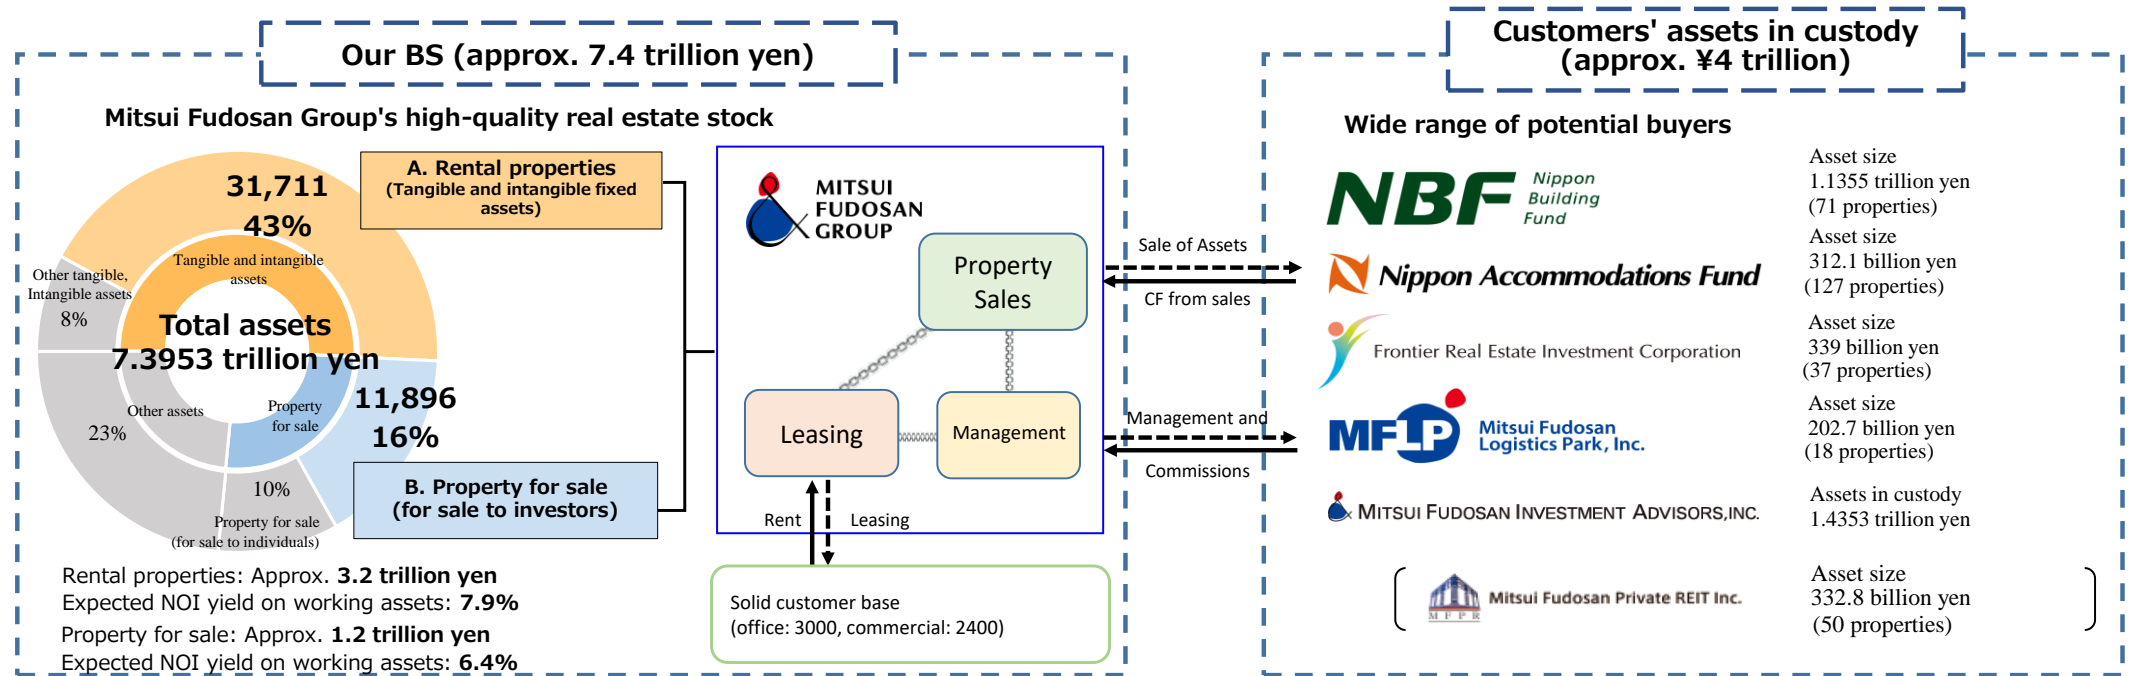 Our BS (approx. 7.4 trillion yen)
Mitsui Fudosan Group's high-quality real estate stock
31,711
43%
A. Rental properties
(Tangible and intangible fixed
assets)
Tangible and intangible
assets
Other tangible,
Intangible assets
8%
Total assets
7.3953 trillion yen
Other assets
23%
Property
for sale
11,896
16%
10%
Property for sale
(for sale to individuals)
B. Property for sale
(for sale to investors)
Rental properties: Approx. 3.2 trillion yen
Expected NOI yield on working assets: 7.9%
Property for sale: Approx. 1.2 trillion yen
Expected NOI yield on working assets: 6.4%
MITSUI
FUDOSAN
GROUP
Property
Sales
Leasing
Management
Rent
Leasing
Solid customer base
(office: 3000, commercial: 2400)
Sale of Assets
CF from sales
Management and
Commissions
Customers' assets in custody
(approx. ¥4 trillion)
Wide range of potential buyers
NBF Nippon
Building
Fund
Asset size
1.1355 trillion yen
(71 properties)
Nippon Accommodations Fund
Asset size
312.1 billion yen
(127 properties)
Frontier Real Estate Investment Corporation
Asset size
339 billion yen
(37 properties)
MFLP Mitsui Fudosan
Logistics Park, Inc.
Asset size
202.7 billion yen
(18 properties)
MITSUI FUDOSAN INVESTMENT ADVISORS,INC.
Assets in custody
1.4353 trillion yen
MFPR
Mitsui Fudosan Private REIT Inc.
Asset size
332.8 billion yen
(50 properties)